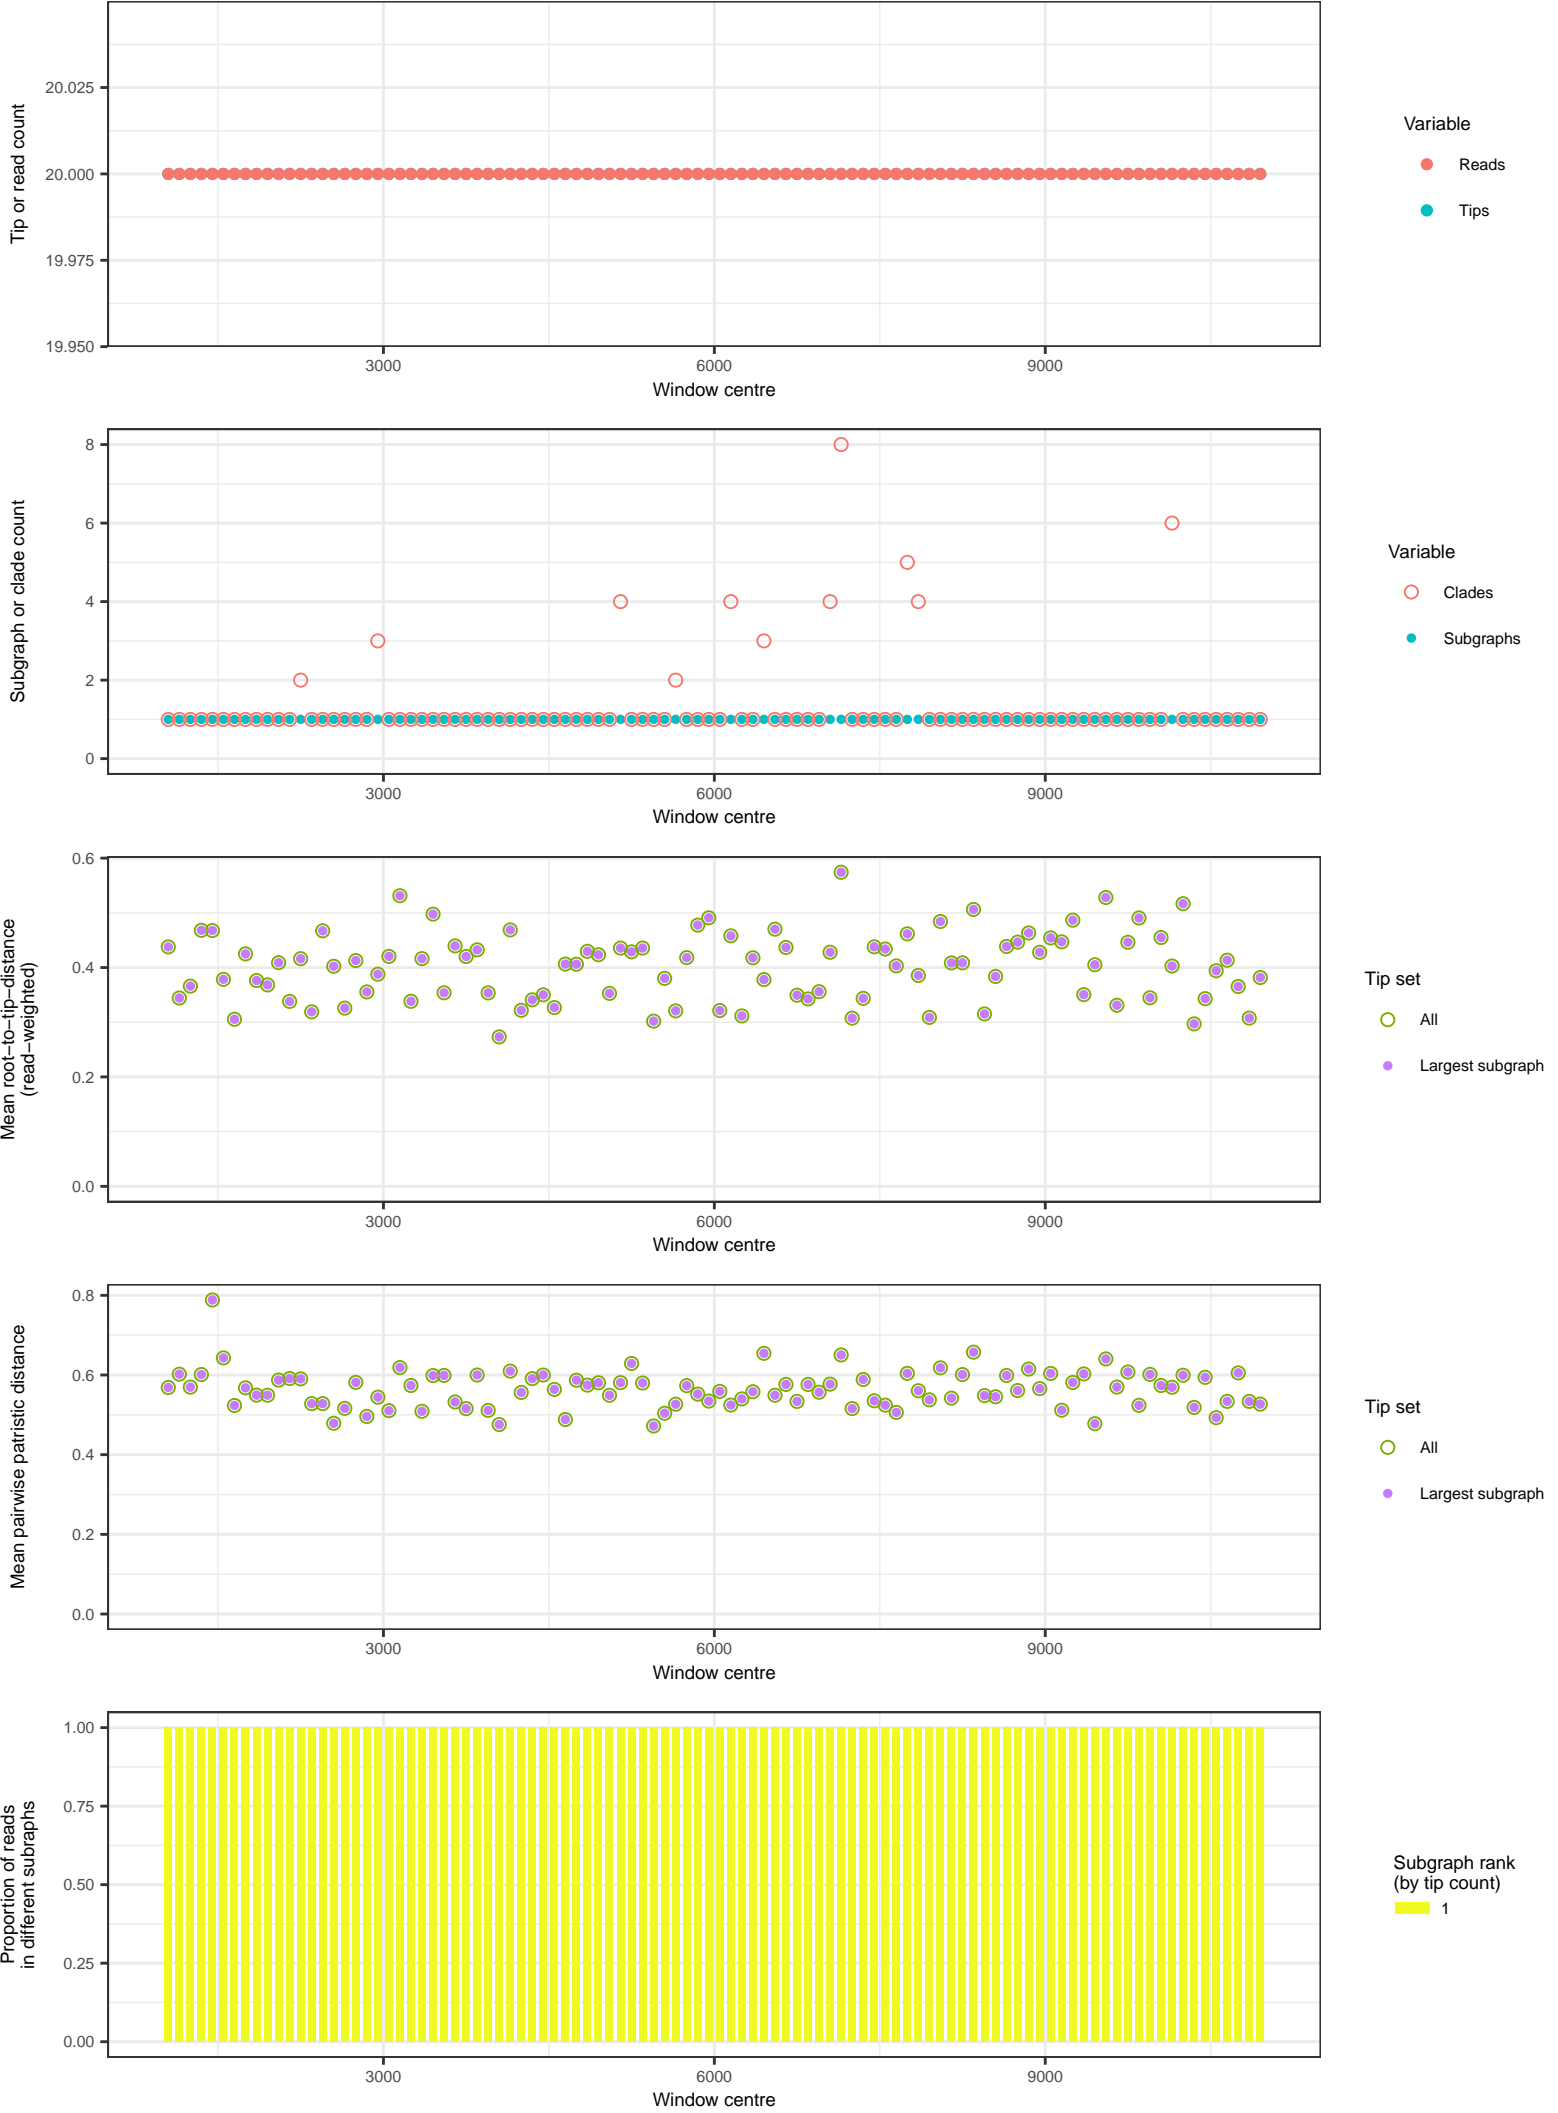 Tip or read count
20.025
20.000
19.975
19.950
3000
6000
9000
Window centre
Variable
Reads
Tips
Subgraph or clade count
8
6
4
2
0
3000
6000
9000
Window centre
Variable
Clades
Subgraphs
Mean root−to−tip−distance
(read−weighted)
0.6
0.4
0.2
0.0
3000
6000
9000
Window centre
Tip set
All
Largest subgraph
Mean pairwise patristic distance
0.8
0.6
0.4
0.2
0.0
3000
6000
9000
Window centre
Tip set
All
Largest subgraph
Proportion of reads
in different subraphs
1.00
0.75
0.50
0.25
0.00
3000
6000
9000
Window centre
Subgraph rank
(by tip count)
1